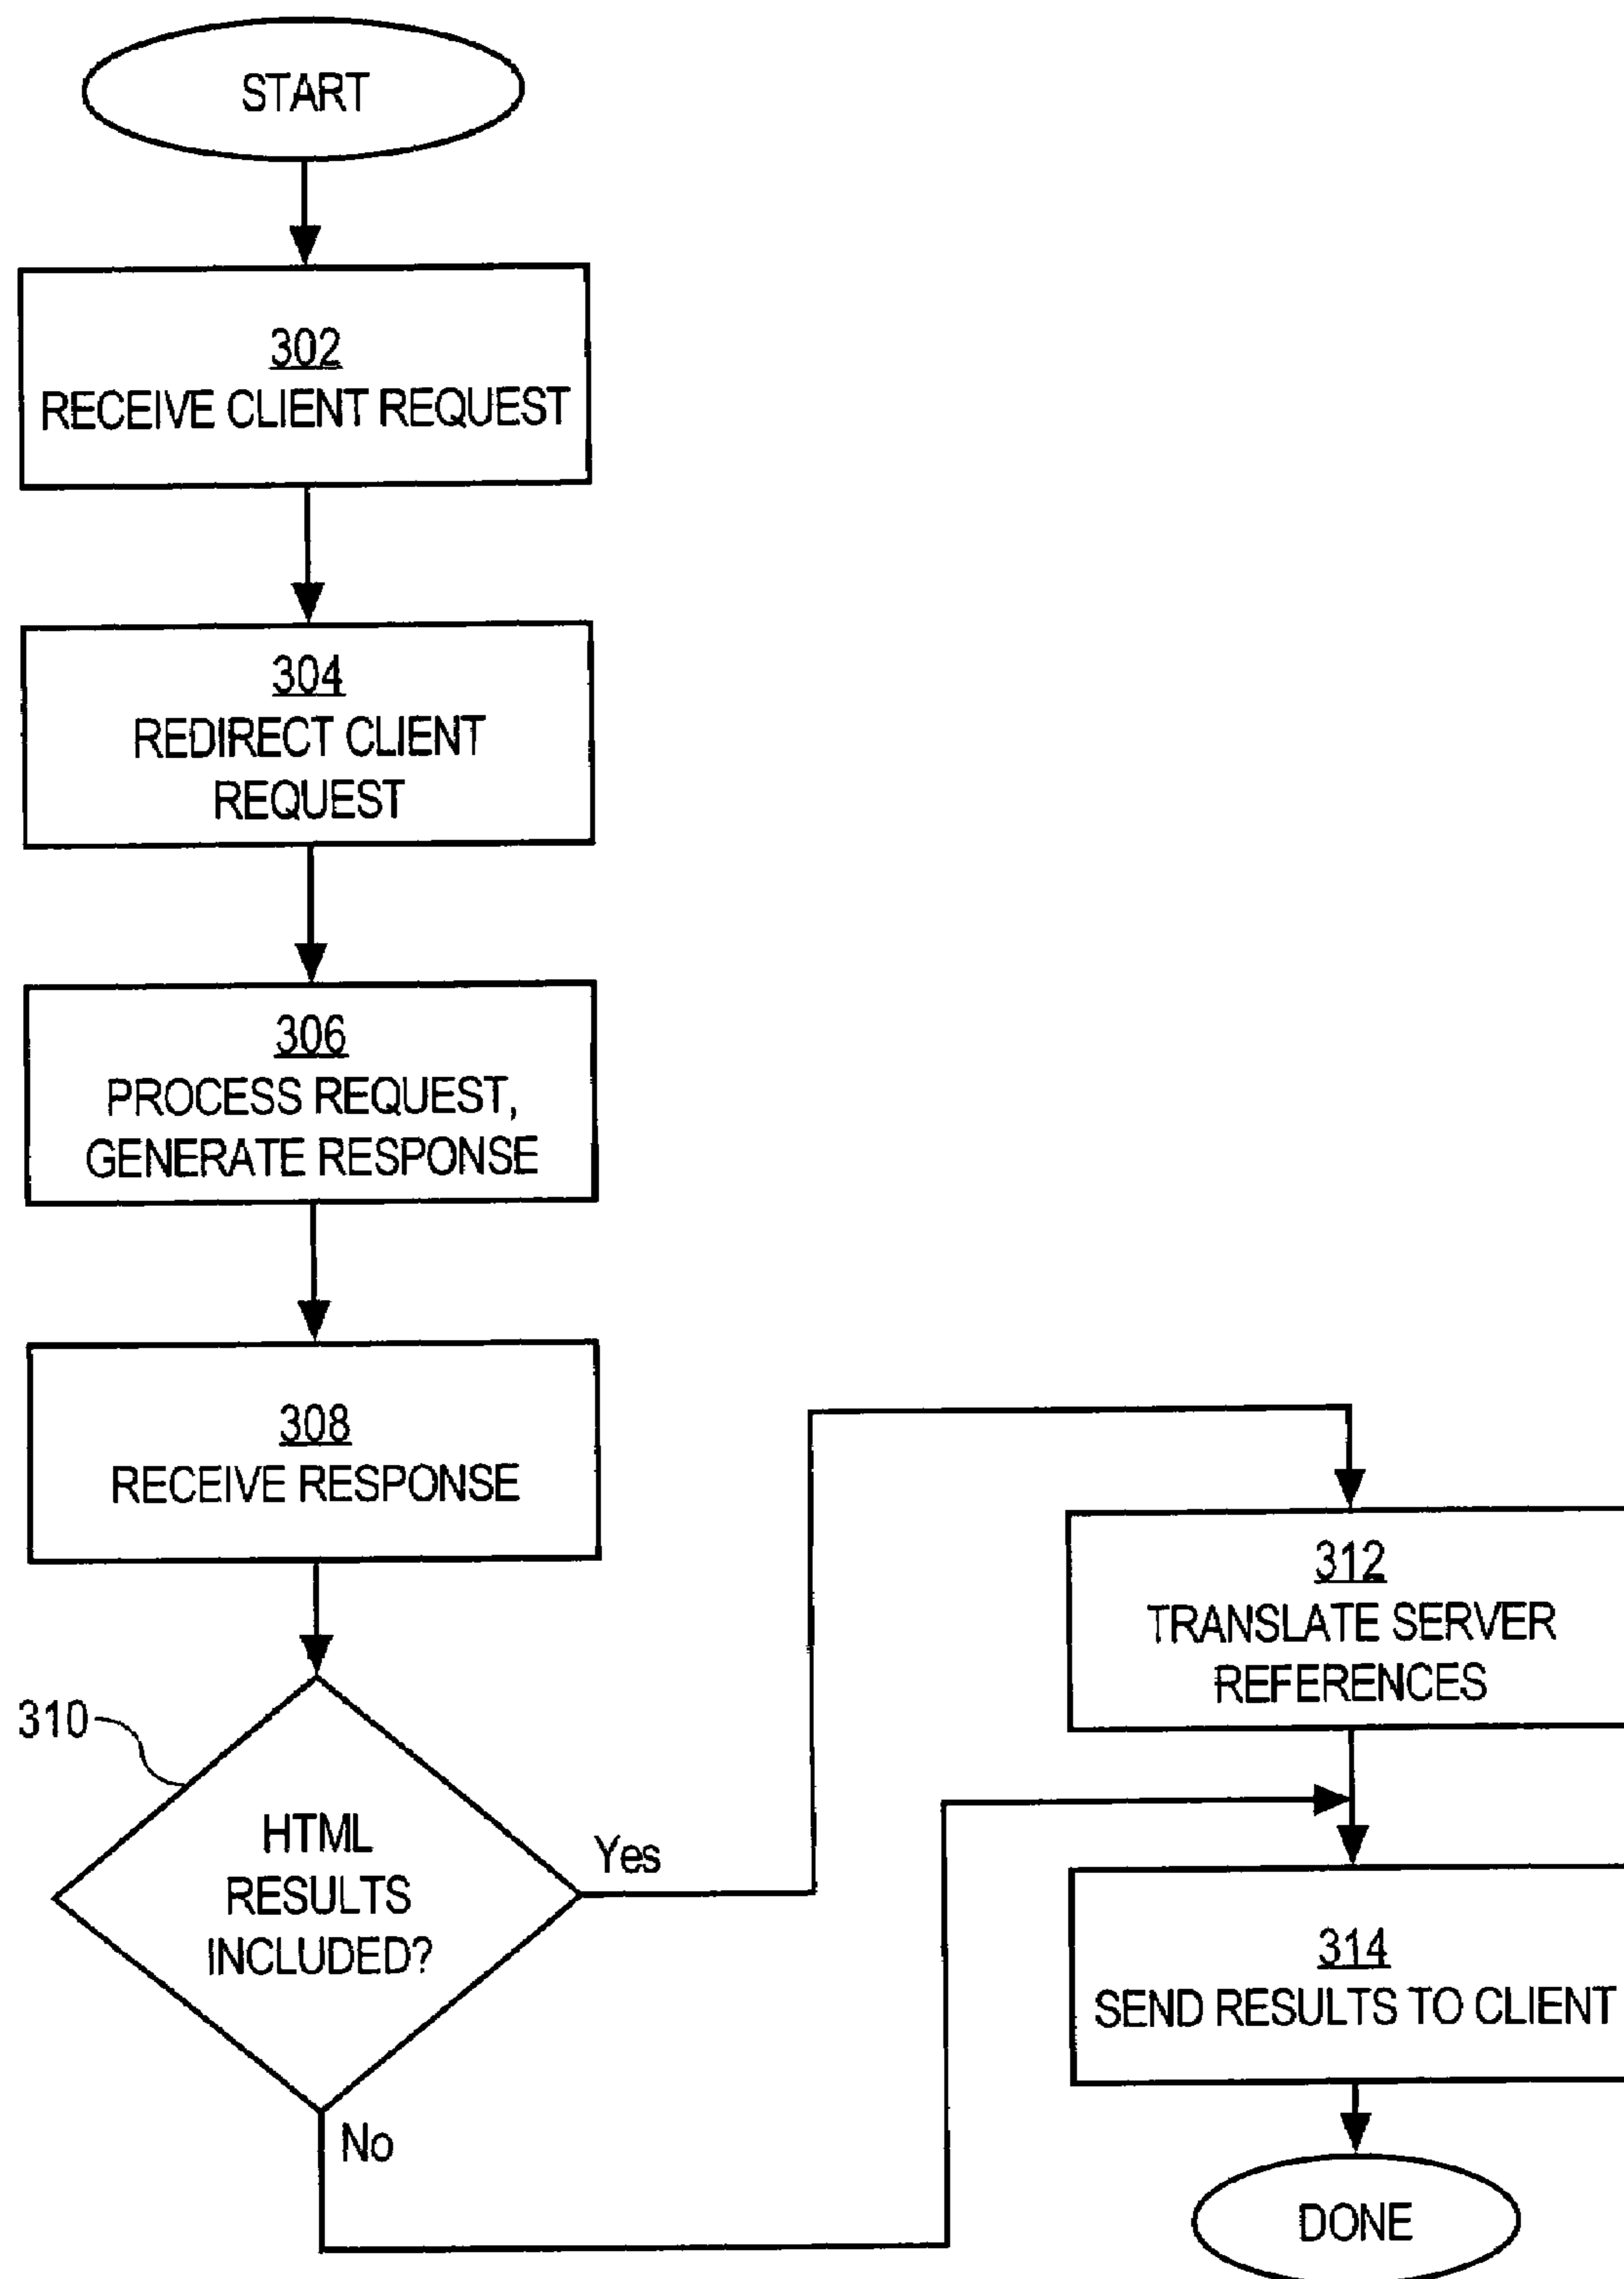 START
302
RECEIVE CLIENT REQUEST
304
REDIRECT CLIENT
REQUEST
306
PROCESS REQUEST,
GENERATE RESPONSE
308
RECEIVE RESPONSE
310
HTML
RESULTS
INCLUDED?
Yes
No
312
TRANSLATE SERVER
REFERENCES
314
SEND RESULTS TO CLIENT
DONE